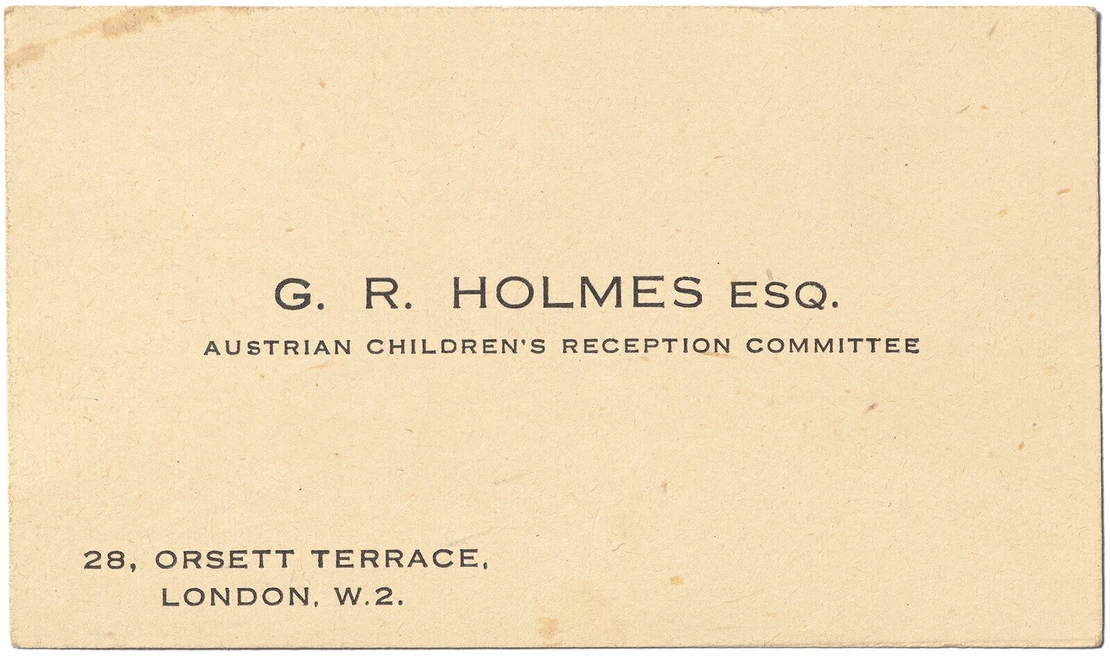 G. R. HOLMES ESQ.
AUSTRIAN CHILDREN'S RECEPTION COMMITTEE
28, ORSETT TERRACE,
LONDON, W.2.